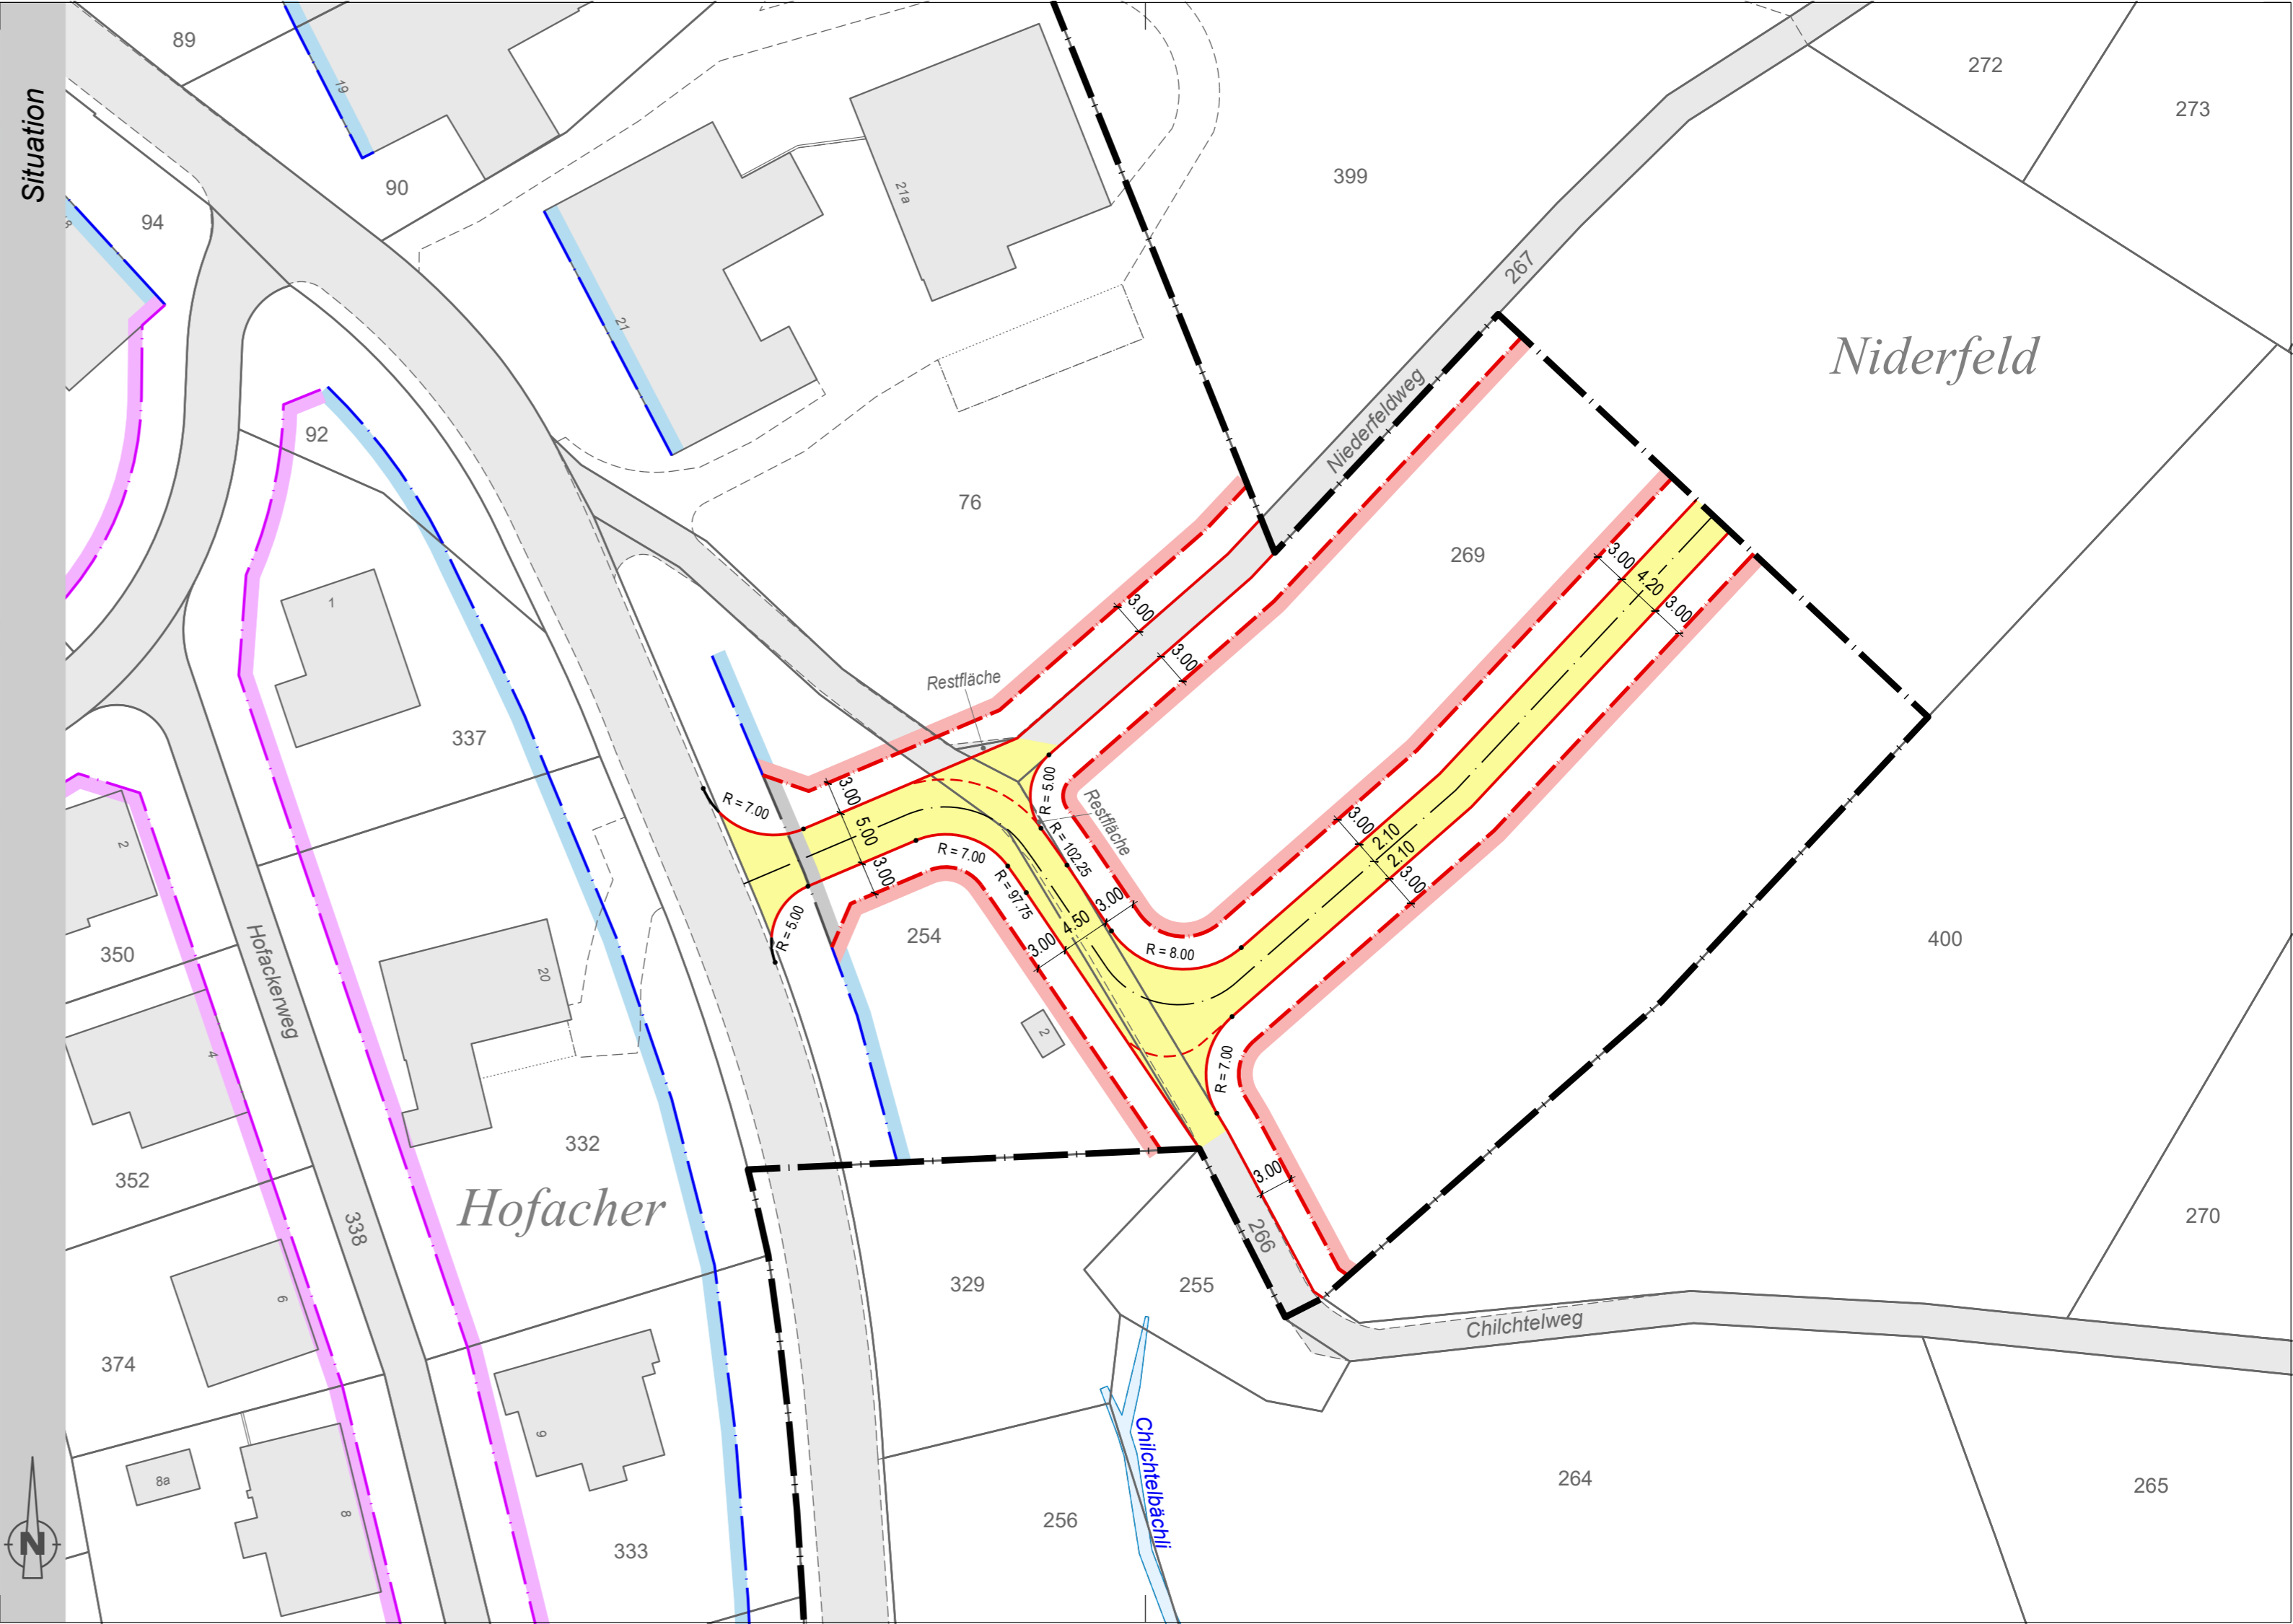 Situation
89
19
90
94
8
21a
21
399
272
273
267
Niderfeld
Niederfeldweg
92
76
269
1
337
Restfläche
3.00
3.00
3.00
4.20
3.00
R = 7.00
3.00
5.00
3.00
R = 5.00
R = 7.00
R = 97.75
R = 5.00
R = 102.25
Restfläche
3.00
2.10
2.10
3.00
3.00
4.50
3.00
R = 8.00
R = 7.00
254
400
2
350
Hofackerweg
20
4
2
352
332
Hofacher
338
3.00
266
329
255
270
Chilchtelweg
6
374
9
8a
8
333
256
Chilchtelbächli
264
265
N